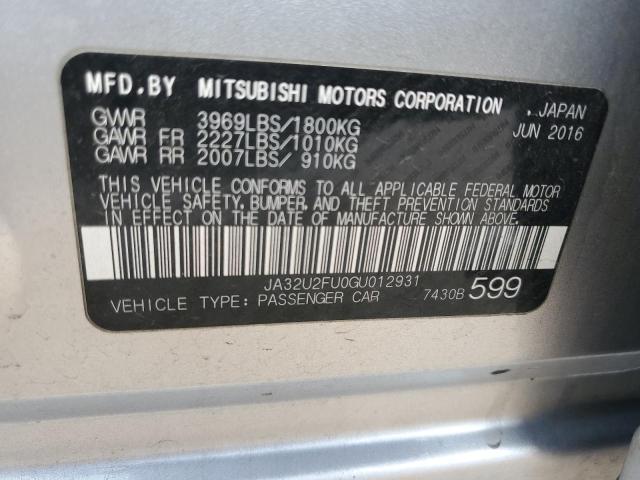 MFD.BY MITSUBISHI MOTORS CORPORATION , JAPAN
GVWR 3969LBS/1800KG JUN 2016
GAWR FR 2227LBS/1010KG
GAWR RR 2007LBS/ 910KG
THIS VEHICLE CONFORMS TO ALL APPLICABLE FEDERAL MOTOR
VEHICLE SAFETY, BUMPER, AND THEFT PREVENTION STANDARDS
IN EFFECT ON THE DATE OF MANUFACTURE SHOWN ABOVE.
JA32U2FU0GU012931
VEHICLE TYPE: PASSENGER CAR 7430B 599